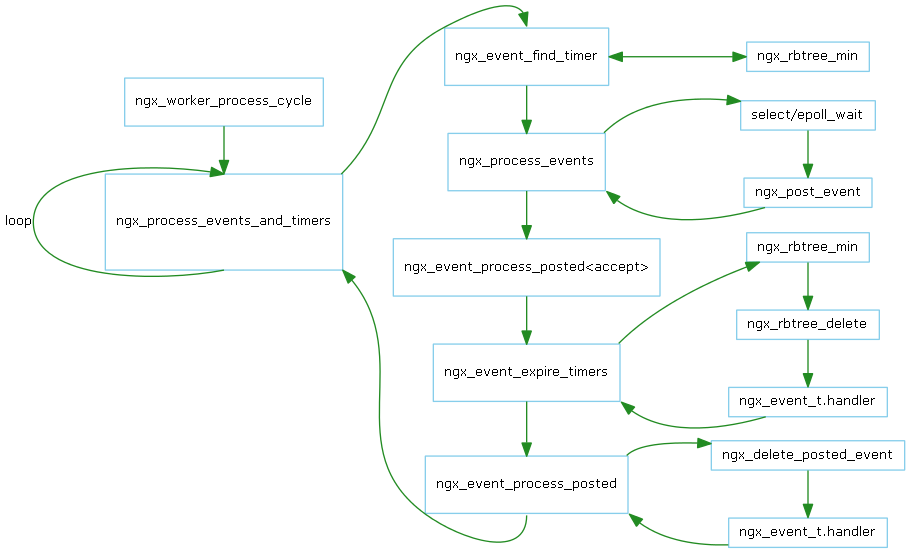 ngx_worker_process_cycle
loop
ngx_process_events_and_timers
ngx_event_find_timer
ngx_rbtree_min
ngx_process_events
select/epoll_wait
ngx_post_event
ngx_event_process_posted<accept>
ngx_event_expire_timers
ngx_rbtree_min
ngx_rbtree_delete
ngx_event_t.handler
ngx_event_process_posted
ngx_delete_posted_event
ngx_event_t.handler